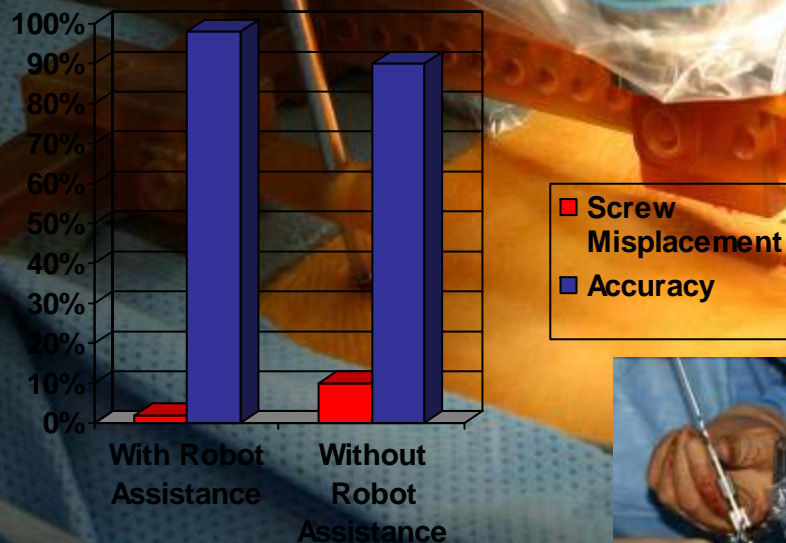 100%
90%
80%
70%
60%
50%
40%
30%
20%
10%
0%
With Robot
Assistance
Without
Robot
Assistance
Screw
Misplacement
Accuracy